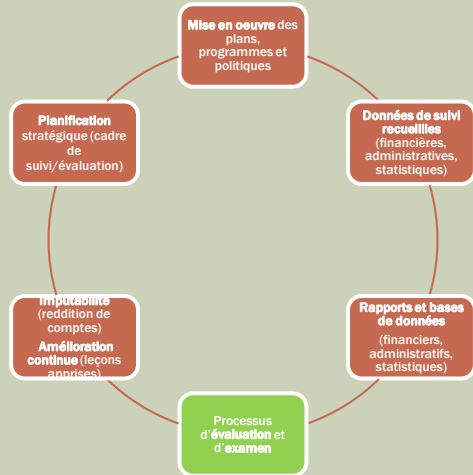 Mise en oeuvre des
plans,
programmes et
politiques
Données de suivi
recueillies
(financières,
administratives,
statistiques)
Rapports et bases
de données
(financiers,
administratifs,
statistiques)
Processus
d'évaluation et
d'examen
Imputabilité
(reddition de
comptes)
Amélioration
continue (leçons
apprises)
Planification
stratégique (cadre
de
suivi/évaluation)